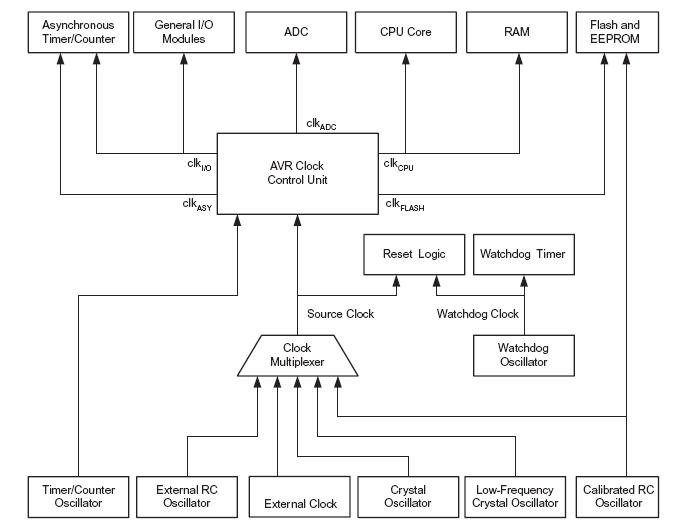 Asynchronous
Timer/Counter
General I/O
Modules
ADC
CPU Core
RAM
Flash and
EEPROM
clkADC
clkI/O
AVR Clock
Control Unit
clkCPU
clkASY
clkFLASH
Reset Logic
Watchdog Timer
Source Clock
Watchdog Clock
Clock
Multiplexer
Watchdog
Oscillator
Timer/Counter
Oscillator
External RC
Oscillator
External Clock
Crystal
Oscillator
Low-Frequency
Crystal Oscillator
Calibrated RC
Oscillator